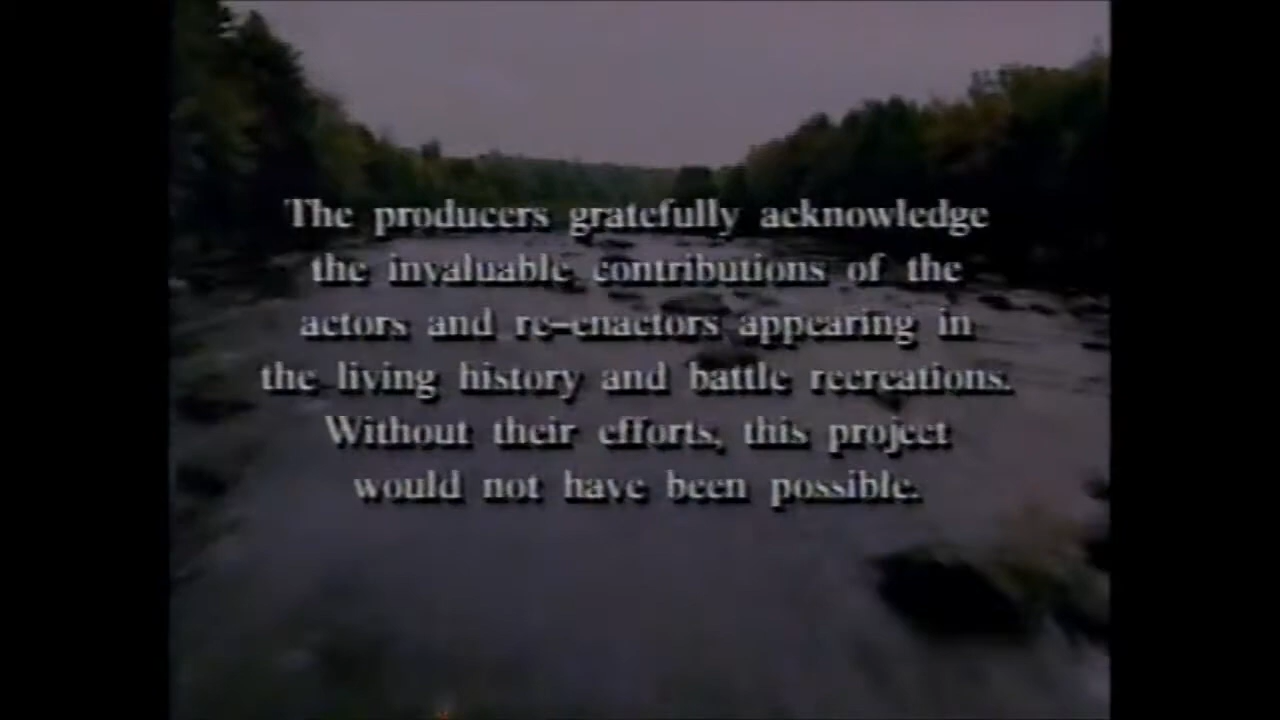 The producers gratefully acknowledge
the invaluable contributions of the
actors and re-enactors appearing in
the living history and battle recreations.
Without their efforts, this project
would not have been possible.